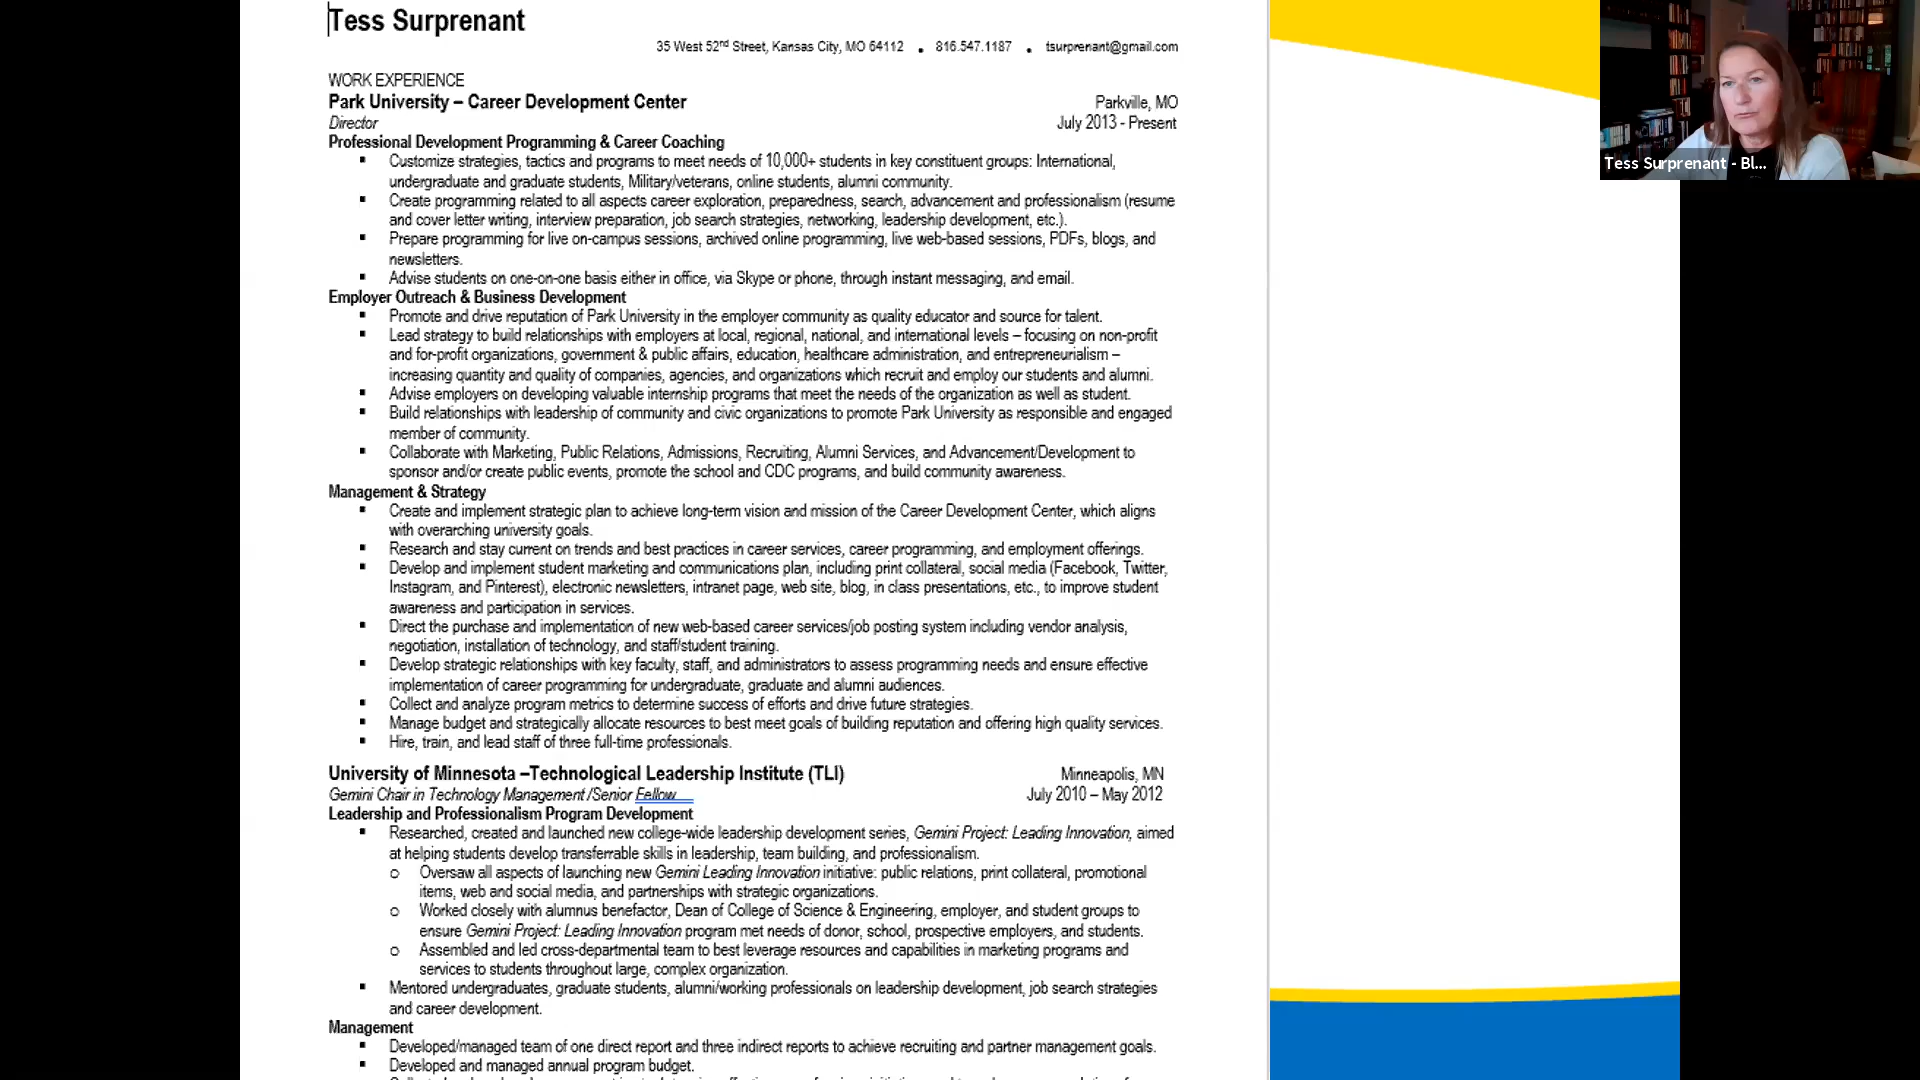 Tess Surprenant
35 West 52nd Street, Kansas City, MO 64112 • 816.547.1187 • tsurprenant@gmail.com
WORK EXPERIENCE
Park University – Career Development Center Parkville, MO
Director July 2013 - Present
Professional Development Programming & Career Coaching
▪ Customize strategies, tactics and programs to meet needs of 10,000+ students in key constituent groups: International,
undergraduate and graduate students, Military/veterans, online students, alumni community.
▪ Create programming related to all aspects career exploration, preparedness, search, advancement and professionalism (resume
and cover letter writing, interview preparation, job search strategies, networking, leadership development, etc.).
▪ Prepare programming for live on-campus sessions, archived online programming, live web-based sessions, PDFs, blogs, and
newsletters.
▪ Advise students on one-on-one basis either in office, via Skype or phone, through instant messaging, and email.
Employer Outreach & Business Development
▪ Promote and drive reputation of Park University in the employer community as quality educator and source for talent.
▪ Lead strategy to build relationships with employers at local, regional, national, and international levels – focusing on non-profit
and for-profit organizations, government & public affairs, education, healthcare administration, and entrepreneurialism –
increasing quantity and quality of companies, agencies, and organizations which recruit and employ our students and alumni.
▪ Advise employers on developing valuable internship programs that meet the needs of the organization as well as student.
▪ Build relationships with leadership of community and civic organizations to promote Park University as responsible and engaged
member of community.
▪ Collaborate with Marketing, Public Relations, Admissions, Recruiting, Alumni Services, and Advancement/Development to
sponsor and/or create public events, promote the school and CDC programs, and build community awareness.
Management & Strategy
▪ Create and implement strategic plan to achieve long-term vision and mission of the Career Development Center, which aligns
with overarching university goals.
▪ Research and stay current on trends and best practices in career services, career programming, and employment offerings.
▪ Develop and implement student marketing and communications plan, including print collateral, social media (Facebook, Twitter,
Instagram, and Pinterest), electronic newsletters, intranet page, web site, blog, in class presentations, etc., to improve student
awareness and participation in services.
▪ Direct the purchase and implementation of new web-based career services/job posting system including vendor analysis,
negotiation, installation of technology, and staff/student training.
▪ Develop strategic relationships with key faculty, staff, and administrators to assess programming needs and ensure effective
implementation of career programming for undergraduate, graduate and alumni audiences.
▪ Collect and analyze program metrics to determine success of efforts and drive future strategies.
▪ Manage budget and strategically allocate resources to best meet goals of building reputation and offering high quality services.
▪ Hire, train, and lead staff of three full-time professionals.
University of Minnesota –Technological Leadership Institute (TLI) Minneapolis, MN
Gemini Chair in Technology Management /Senior Fellow July 2010 – May 2012
Leadership and Professionalism Program Development
▪ Researched, created and launched new college-wide leadership development series, Gemini Project: Leading Innovation, aimed
at helping students develop transferrable skills in leadership, team building, and professionalism.
o Oversaw all aspects of launching new Gemini Leading Innovation initiative: public relations, print collateral, promotional
items, web and social media, and partnerships with strategic organizations.
o Worked closely with alumnus benefactor, Dean of College of Science & Engineering, employer, and student groups to
ensure Gemini Project: Leading Innovation program met needs of donor, school, prospective employers, and students.
o Assembled and led cross-departmental team to best leverage resources and capabilities in marketing programs and
services to students throughout large, complex organization.
▪ Mentored undergraduates, graduate students, alumni/working professionals on leadership development, job search strategies
and career development.
Management
▪ Developed/managed team of one direct report and three indirect reports to achieve recruiting and partner management goals.
▪ Developed and managed annual program budget.
Tess Surprenant - Bl...